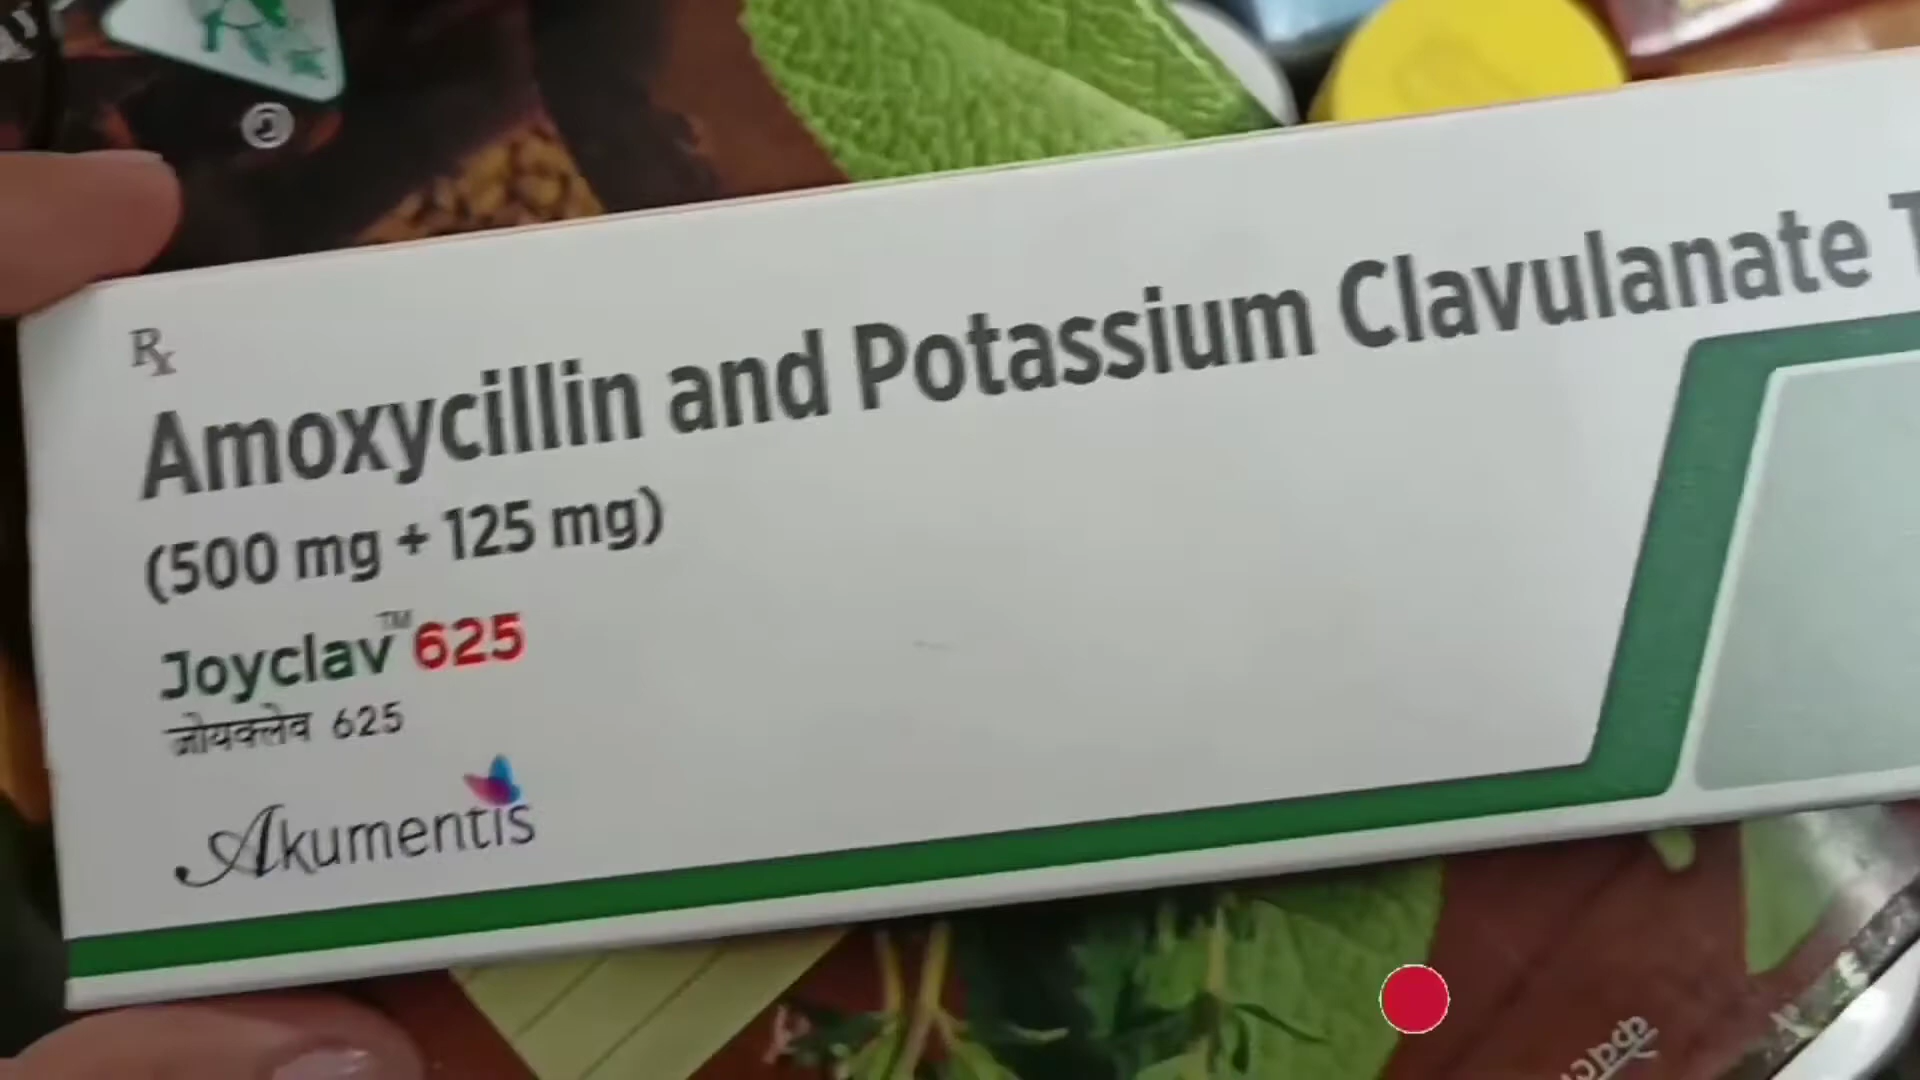 Rx
Amoxycillin and Potassium Clavulanate
(500 mg + 125 mg)
Joyclav™ 625
जोयक्लेव 625
Akumentis